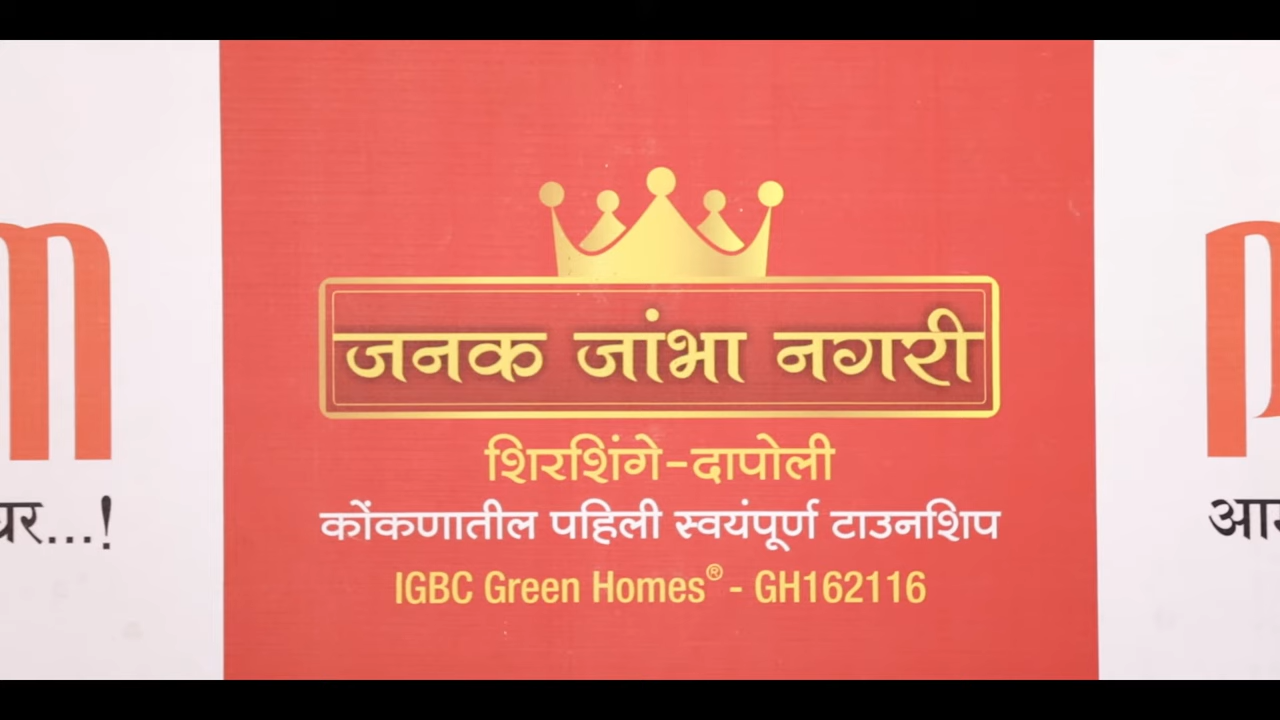 जनक जांभा नगरी
शिरशिंगे-दापोली
कोंकणातील पहिली स्वयंपूर्ण टाउनशिप
IGBC Green Homes® - GH162116